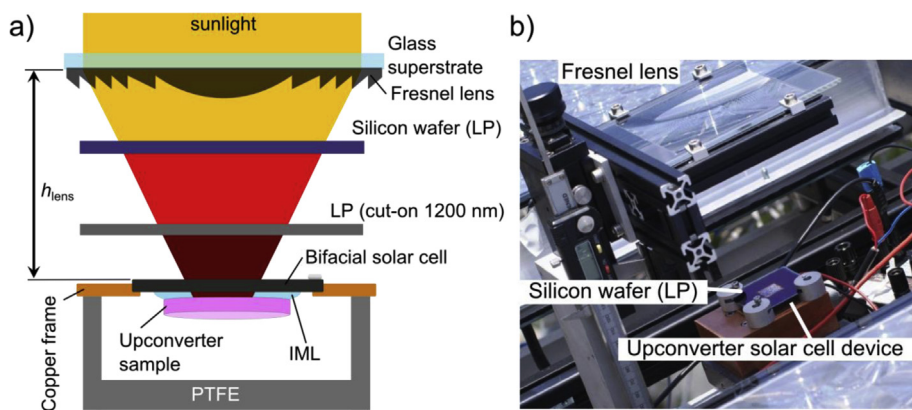 a)
sunlight
Glass
superstrate
Fresnel lens
Silicon wafer (LP)
h_lens
LP (cut-on 1200 nm)
Bifacial solar cell
Copper frame
Upconverter
sample
IML
PTFE
b)
Fresnel lens
Silicon wafer (LP)
Upconverter solar cell device